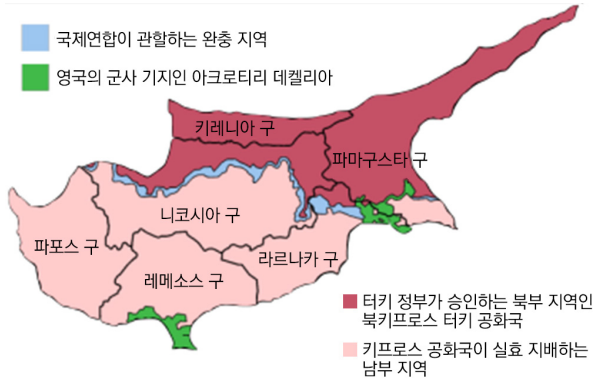 국제연합이 관할하는 완충 지역
영국의 군사 기지인 아크로티리 데켈리아
키레니아 구
파마구스타 구
니코시아 구
파포스 구
라르나카 구
레메소스 구
터키 정부가 승인하는 북부 지역인
북키프로스 터키 공화국
키프로스 공화국이 실효 지배하는
남부 지역